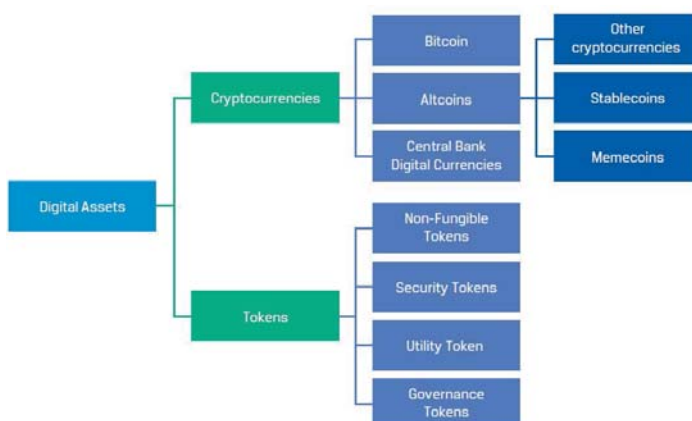 Digital Assets
Cryptocurrencies
Bitcoin
Altcoins
Central Bank
Digital Currencies
Other
cryptocurrencies
Stablecoins
Memecoins
Tokens
Non-Fungible
Tokens
Security Tokens
Utility Token
Governance
Tokens